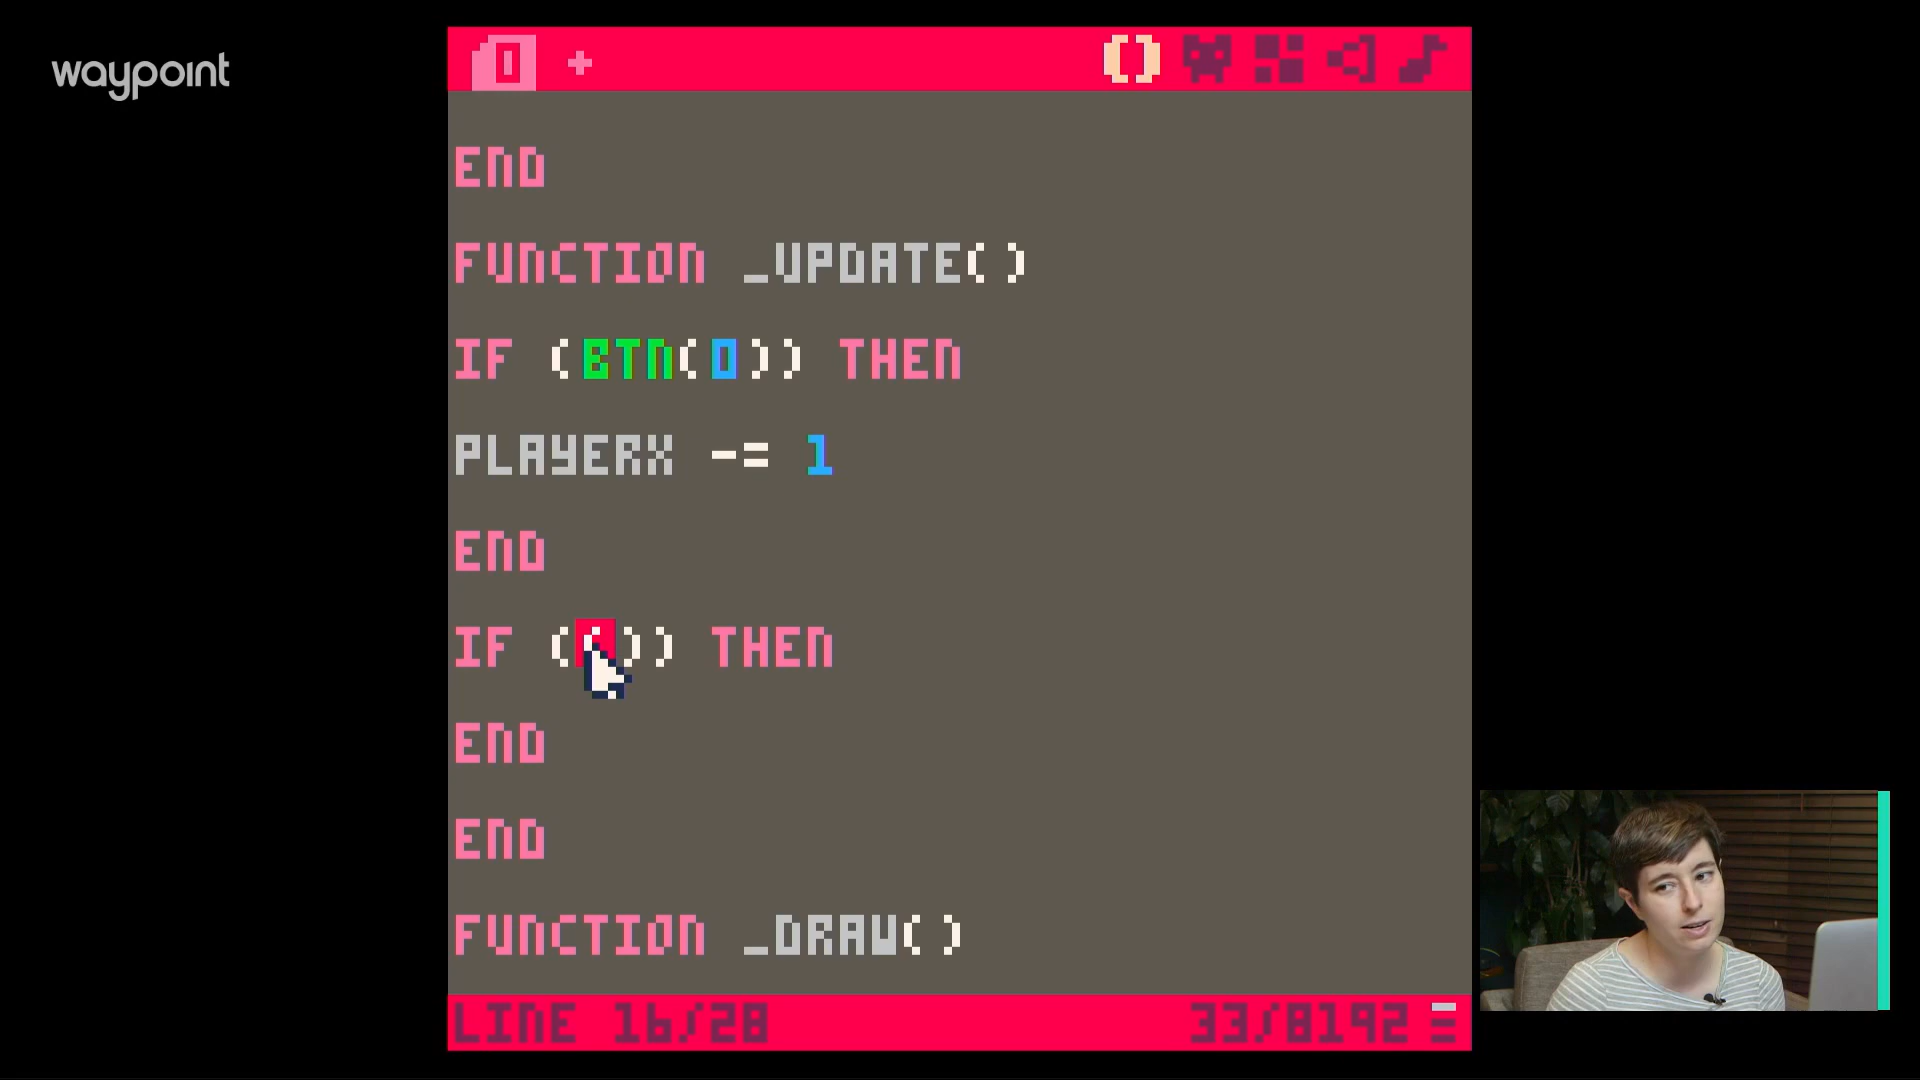 waypoint
0 +
END
FUNCTION _UPDATE()
IF (BTN(0)) THEN
PLAYERX -= 1
END
IF (()) THEN
END
END
FUNCTION _DRAW()
LINE 16/28
33/8192